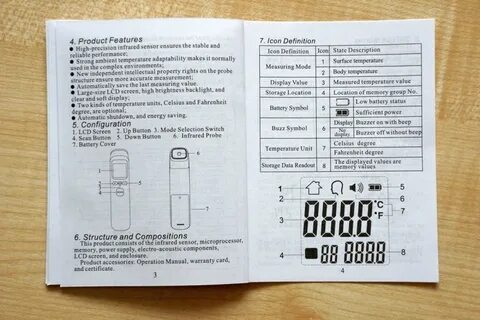 4. Product Features
● High-precision infrared sensor ensures the stable and
reliable performance;
● Strong ambient temperature adaptability makes it normally
used in the complex environments;
● New independent intellectual property rights on the probe
structure ensure more accurate measurement;
● Automatically save the last measuring value.
● Large-size LCD screen, high brightness backlight, and
clear and soft display.
● Two kinds of temperature units, Celsius and Fahrenheit
degree, are optional;
● Automatic shutdown, and energy saving.
5. Configuration
1. LCD Screen 2. Up Button 3. Mode Selection Switch
4. Scan Button 5. Down Button 6. Infrared Probe
7. Battery Cover
6. Structure and Compositions
This product consists of the infrared sensor, microprocessor,
memory, power supply, electro-acoustic components,
LCD screen, and enclosure.
Product accessories: Operation Manual, warranty card,
and certificate.
3
7. Icon Definition
Icon Definition Icon State Description
Measuring Mode 1 Surface temperature
2 Body temperature
Display Value 3 Measured temperature value
Storage Location 4 Location of memory group No.
Battery Symbol 5 Low battery status
Sufficient power
Buzz Symbol 6 Display Buzzer on with beep
No display Buzzer off without beep
Temperature Unit 7 Celsius degree
Fahrenheit degree
Storage Data Readout 8 The displayed values are
memory values
1 2 6 5
3 8888 °C °F 7
4 88 8888 8
4